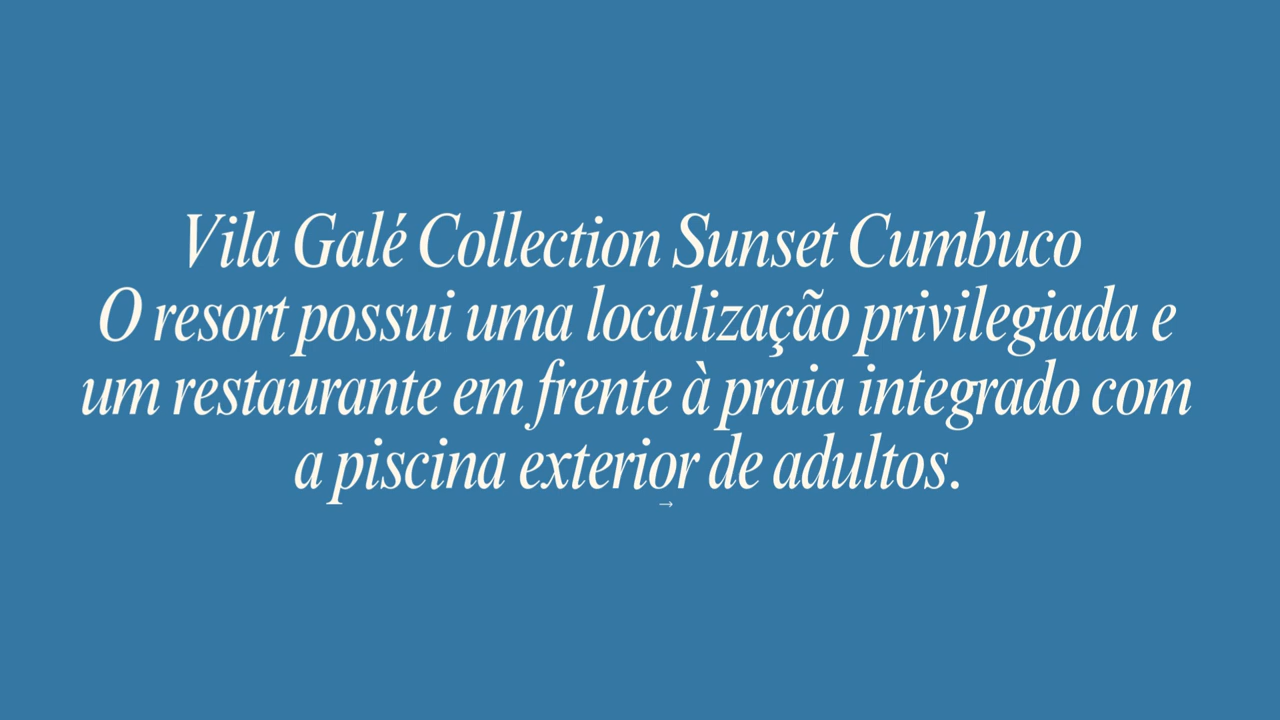 Vila Galé Collection Sunset Cumbuco
O resort possui uma localização privilegiada e
um restaurante em frente à praia integrado com
a piscina exterior de adultos.
→